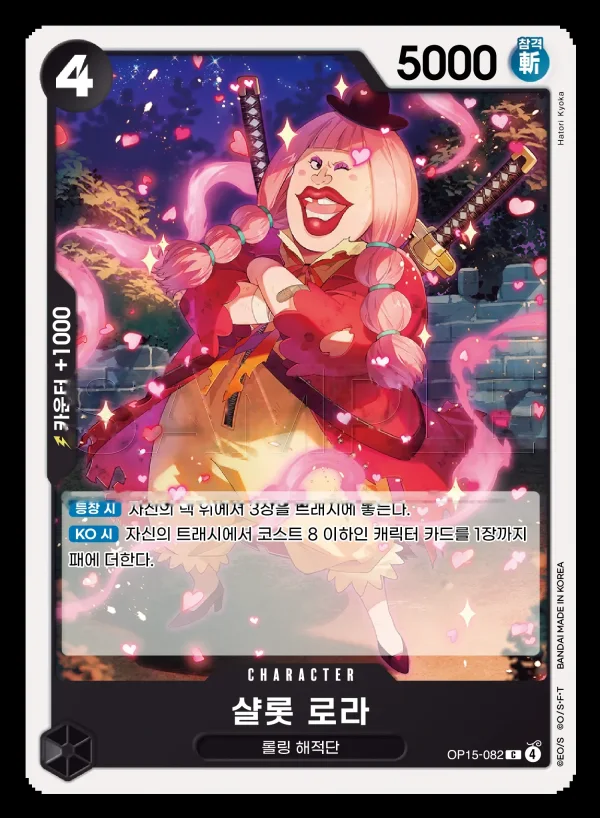 4
5000
참격
斬
Hatori Kyoka
카운터 +1000
SAMPLE
등장 시 자신의 덱 위에서 3장을 트래시에 놓는다.
KO 시 자신의 트래시에서 코스트 8 이하인 캐릭터 카드를 1장까지
패에 더한다.
CHARACTER
샬롯 로라
롤링 해적단
OP15-082 C 4
©EO/S ©O/S·F·T BANDAI MADE IN KOREA